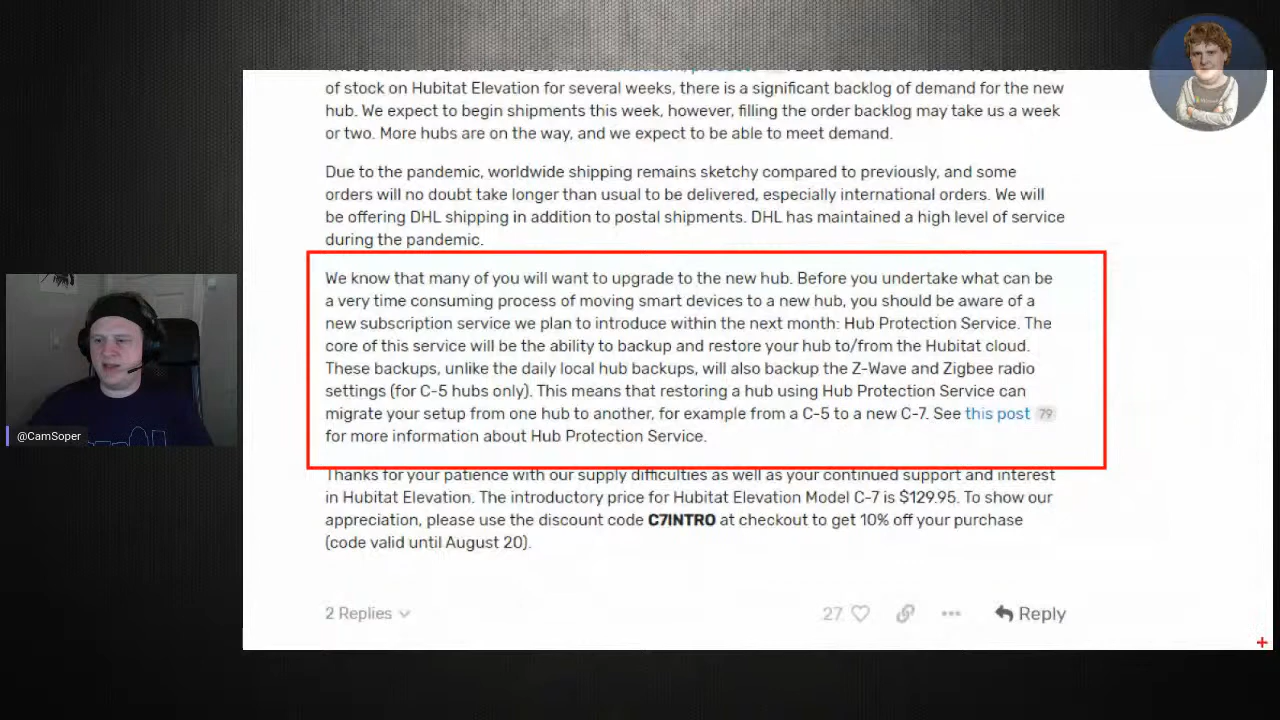 of stock on Hubitat Elevation for several weeks, there is a significant backlog of demand for the new
hub. We expect to begin shipments this week, however, filling the order backlog may take us a week
or two. More hubs are on the way, and we expect to be able to meet demand.
Due to the pandemic, worldwide shipping remains sketchy compared to previously, and some
orders will no doubt take longer than usual to be delivered, especially international orders. We will
be offering DHL shipping in addition to postal shipments. DHL has maintained a high level of service
during the pandemic.
We know that many of you will want to upgrade to the new hub. Before you undertake what can be
a very time consuming process of moving smart devices to a new hub, you should be aware of a
new subscription service we plan to introduce within the next month: Hub Protection Service. The
core of this service will be the ability to backup and restore your hub to/from the Hubitat cloud.
These backups, unlike the daily local hub backups, will also backup the Z-Wave and Zigbee radio
settings (for C-5 hubs only). This means that restoring a hub using Hub Protection Service can
migrate your setup from one hub to another, for example from a C-5 to a new C-7. See this post 79
for more information about Hub Protection Service.
Thanks for your patience with our supply difficulties as well as your continued support and interest
in Hubitat Elevation. The introductory price for Hubitat Elevation Model C-7 is $129.95. To show our
appreciation, please use the discount code C7INTRO at checkout to get 10% off your purchase
(code valid until August 20).
2 Replies
27
Reply
@CamSoper